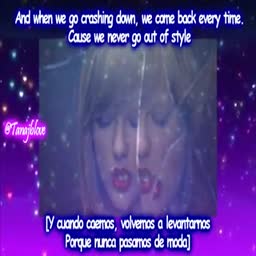 And when we go crashing down, we come back every time.
Cause we never go out of style
@Tanajblove
[Y cuando caemos, volvemos a levantarnos
Porque nunca pasamos de moda]